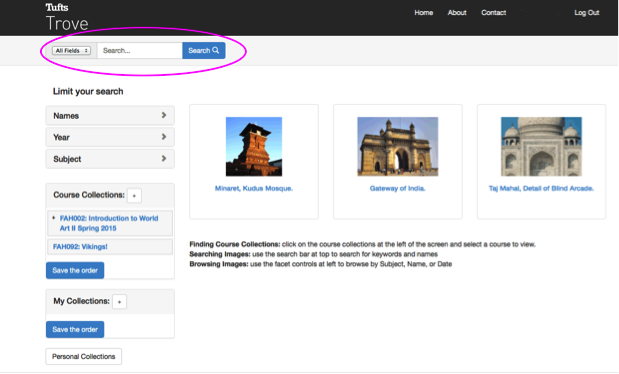 Tufts
Trove
Home About Contact Log Out
All Fields Search... Search
Limit your search
Names
Year
Subject
Course Collections: +
FAH002: Introduction to World
Art II Spring 2015
FAH092: Vikings!
Save the order
My Collections: +
Save the order
Personal Collections
Minaret, Kudus Mosque.
Gateway of India.
Taj Mahal, Detail of Blind Arcade.
Finding Course Collections: click on the course collections at the left of the screen and select a course to view.
Searching Images: use the search bar at top to search for keywords and names
Browsing Images: use the facet controls at left to browse by Subject, Name, or Date